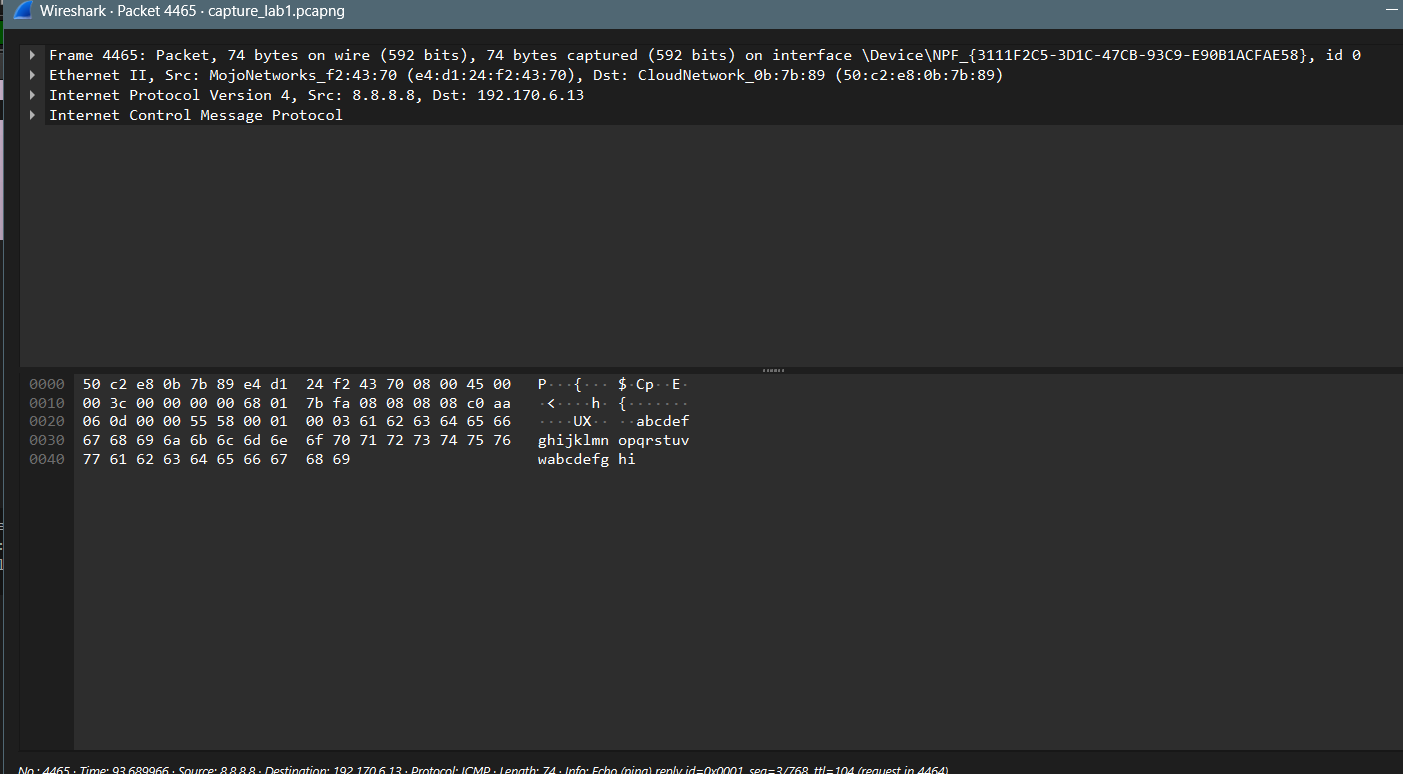 Wireshark · Packet 4465 · capture_lab1.pcapng
Frame 4465: Packet, 74 bytes on wire (592 bits), 74 bytes captured (592 bits) on interface \Device\NPF_{3111F2C5-3D1C-47CB-93C9-E90B1ACFAE58}, id 0
Ethernet II, Src: MojoNetworks_f2:43:70 (e4:d1:24:f2:43:70), Dst: CloudNetwork_0b:7b:89 (50:c2:e8:0b:7b:89)
Internet Protocol Version 4, Src: 8.8.8.8, Dst: 192.170.6.13
Internet Control Message Protocol
0000 50 c2 e8 0b 7b 89 e4 d1 24 f2 43 70 08 00 45 00 P···{··· $·Cp··E·
0010 00 3c 00 00 00 00 68 01 7b fa 08 08 08 08 c0 aa ·<····h· {·······
0020 06 0d 00 00 55 58 00 01 00 03 61 62 63 64 65 66 ····UX·· ··abcdef
0030 67 68 69 6a 6b 6c 6d 6e 6f 70 71 72 73 74 75 76 ghijklmn opqrstuv
0040 77 61 62 63 64 65 66 67 68 69 wabcdefg hi
No.: 4465 · Time: 93.689966 · Source: 8.8.8.8 · Destination: 192.170.6.13 · Protocol: ICMP · Length: 74 · Info: Echo (ping) reply id=0x0001, seq=3/768, ttl=104 (request in 4464)